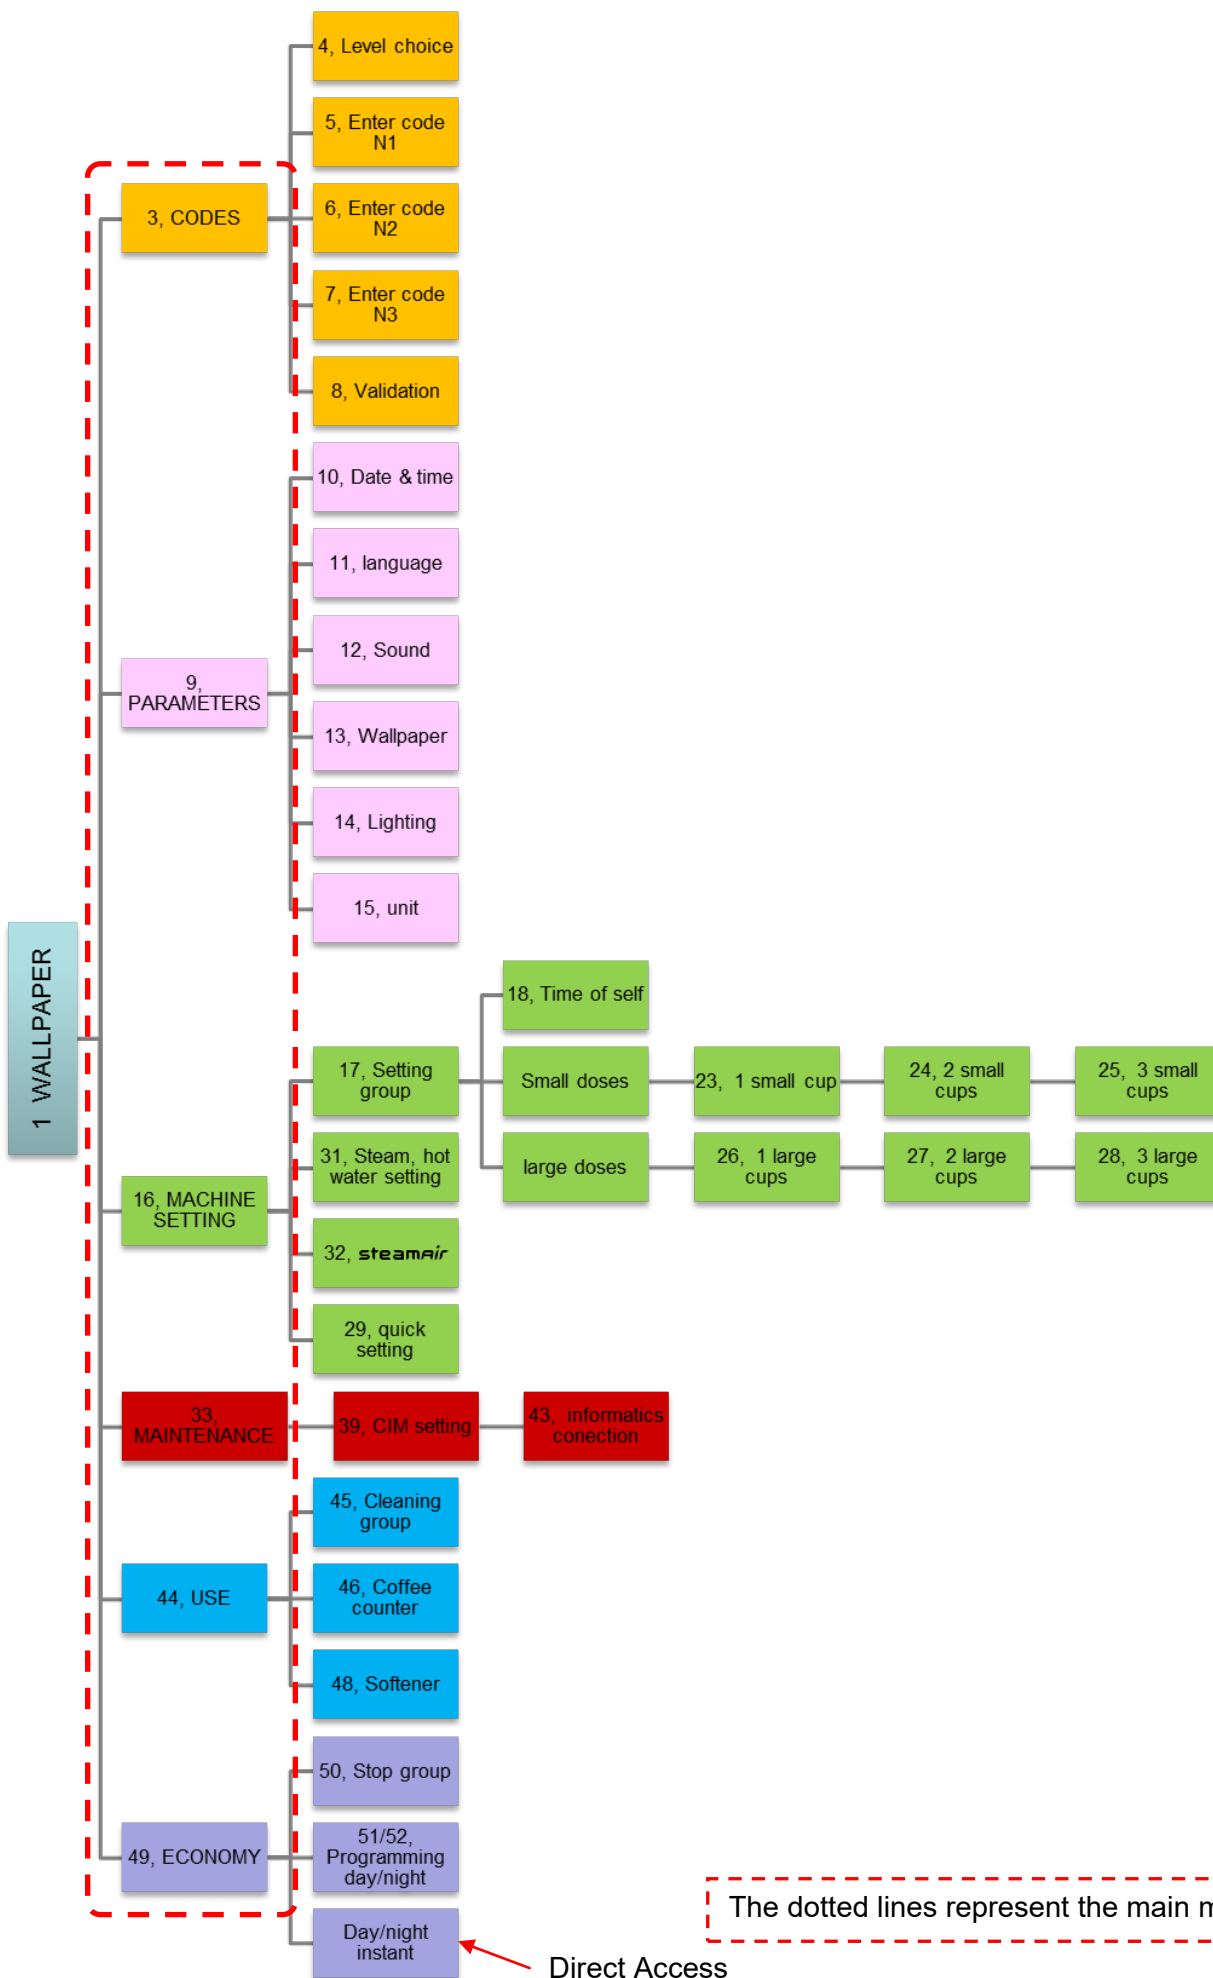 4, Level choice
5, Enter code
N1
3, CODES
6, Enter code
N2
7, Enter code
N3
8, Validation
10, Date & time
11, language
12, Sound
9,
PARAMETERS
13, Wallpaper
14, Lighting
15, unit
1 WALLPAPER
18, Time of self
17, Setting
group
Small doses
23, 1 small cup
24, 2 small
cups
25, 3 small
cups
31, Steam, hot
water setting
large doses
26, 1 large
cups
27, 2 large
cups
28, 3 large
cups
16, MACHINE
SETTING
32, steamair
29, quick
setting
33,
MAINTENANCE
39, CIM setting
43, informatics
conection
45, Cleaning
group
44, USE
46, Coffee
counter
48, Softener
50, Stop group
49, ECONOMY
51/52,
Programming
day/night
Day/night
instant
The dotted lines represent the main
Direct Access